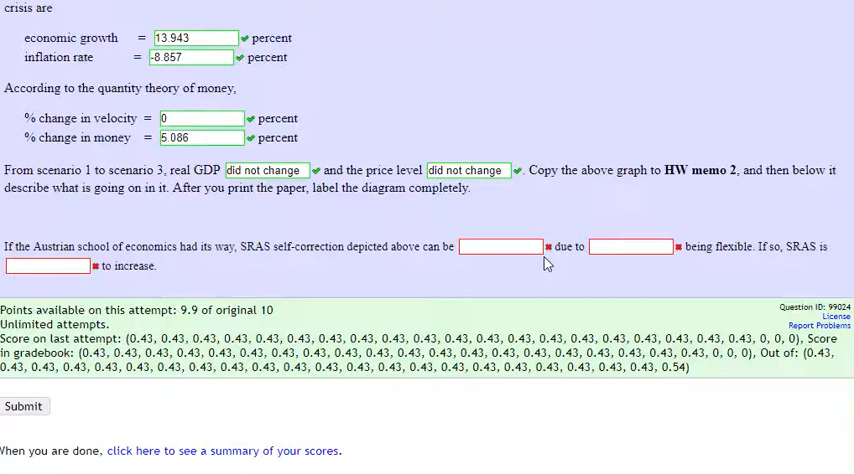 crisis are
economic growth = 13.943 percent
inflation rate = -8.857 percent
According to the quantity theory of money,
% change in velocity = 0 percent
% change in money = 5.086 percent
From scenario 1 to scenario 3, real GDP did not change and the price level did not change . Copy the above graph to HW memo 2, and then below it
describe what is going on in it. After you print the paper, label the diagram completely.
If the Austrian school of economics had its way, SRAS self-correction depicted above can be due to being flexible. If so, SRAS is
to increase.
Points available on this attempt: 9.9 of original 10
Question ID: 99024
Unlimited attempts.
License
Report Problems
Score on last attempt: (0.43, 0.43, 0.43, 0.43, 0.43, 0.43, 0.43, 0.43, 0.43, 0.43, 0.43, 0.43, 0.43, 0.43, 0.43, 0.43, 0.43, 0.43, 0.43, 0.43, 0, 0, 0), Score
in gradebook: (0.43, 0.43, 0.43, 0.43, 0.43, 0.43, 0.43, 0.43, 0.43, 0.43, 0.43, 0.43, 0.43, 0.43, 0.43, 0.43, 0.43, 0.43, 0.43, 0.43, 0, 0, 0), Out of: (0.43,
0.43, 0.43, 0.43, 0.43, 0.43, 0.43, 0.43, 0.43, 0.43, 0.43, 0.43, 0.43, 0.43, 0.43, 0.43, 0.43, 0.43, 0.43, 0.43, 0.43, 0.54)
Submit
When you are done, click here to see a summary of your scores.